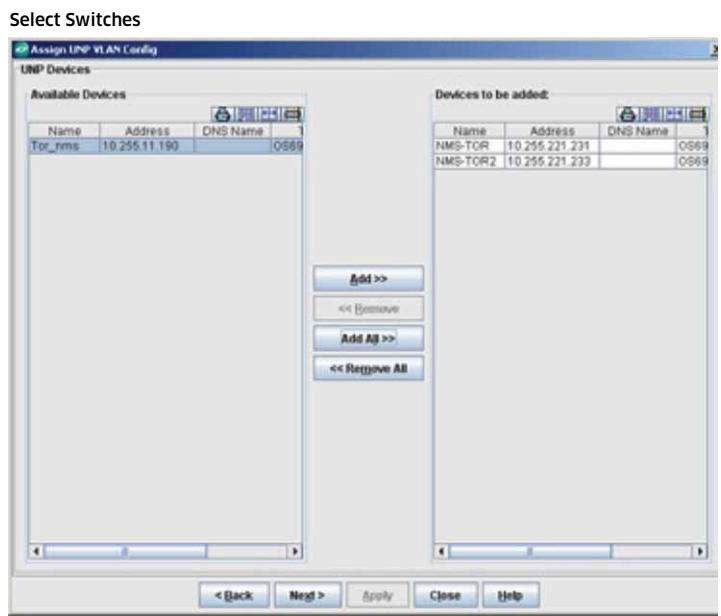 Select Switches
Assign UNP VLAN Config
UNP Devices
Available Devices
Name Address DNS Name T
Tor_nms 10.255.11.190 OS69
Devices to be added:
Name Address DNS Name T
NMS-TOR 10.255.221.231 OS69
NMS-TOR2 10.255.221.233 OS69
Add >>
<< Remove
Add All >>
<< Remove All
< Back Next > Apply Close Help